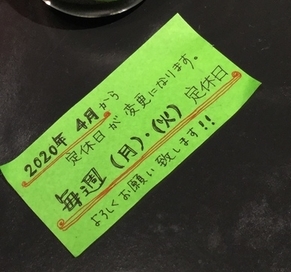 2020年 4月から
定休日が 変更になります。
毎週 (月)・(火) 定休日
よろしくお願い致します!!